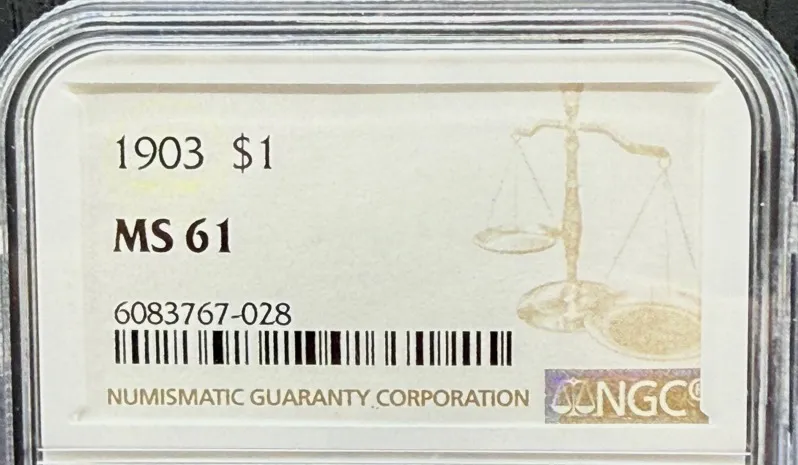 1903 $1
MS 61
6083767-028
NUMISMATIC GUARANTY CORPORATION
NGC®